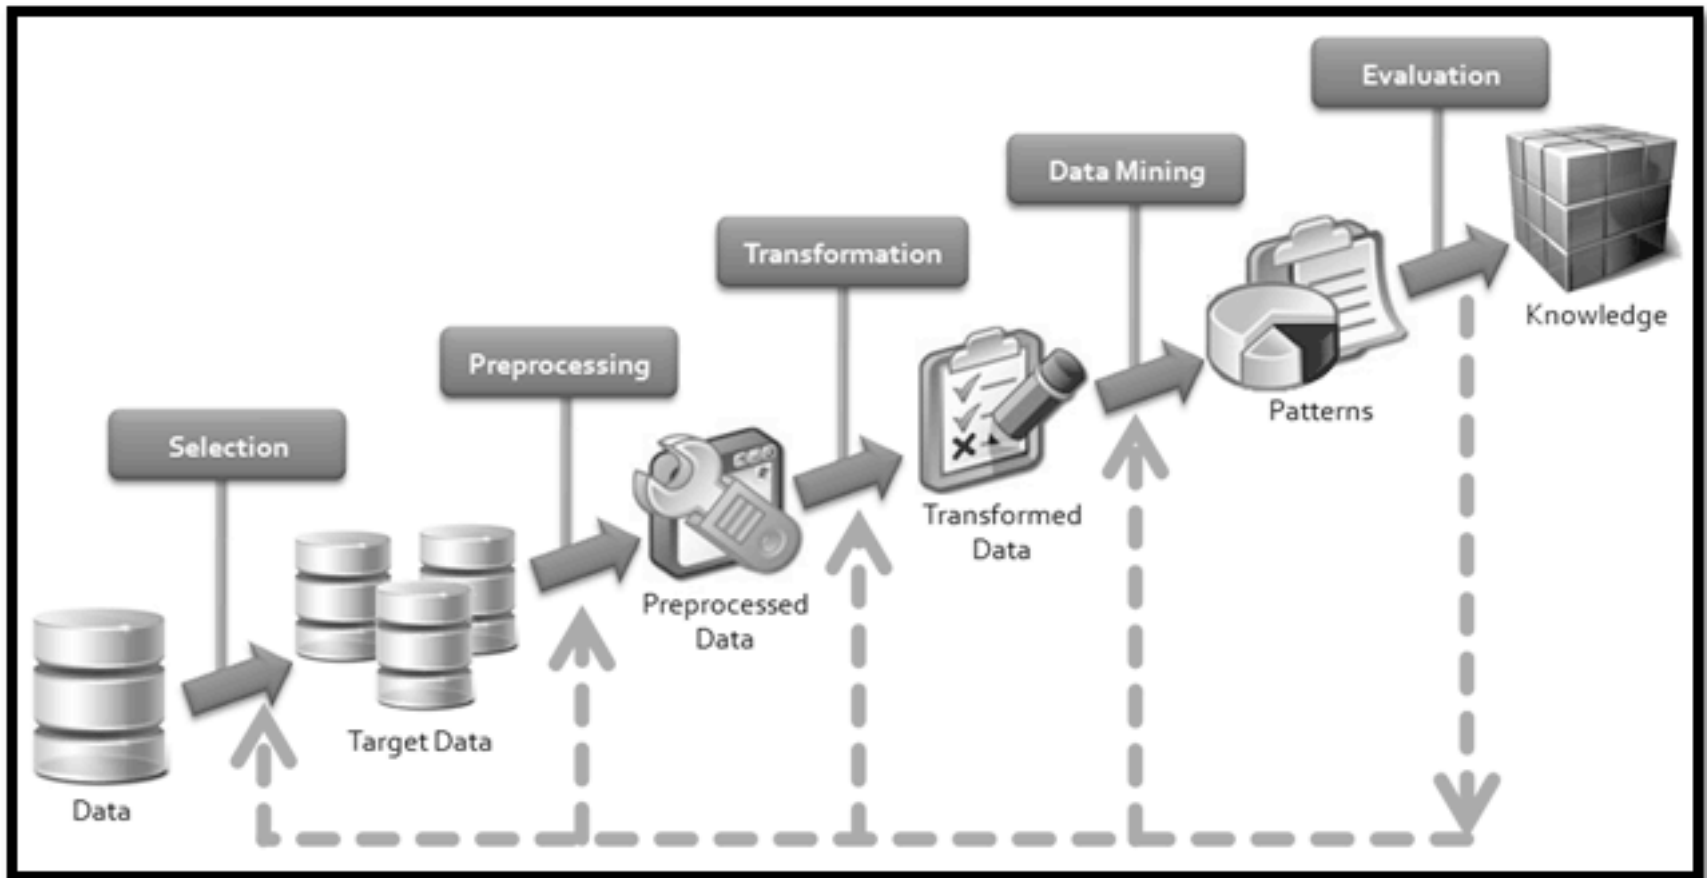 Evaluation
Data Mining
Transformation
Knowledge
Preprocessing
Patterns
Selection
Transformed
Data
Preprocessed
Data
Target Data
Data